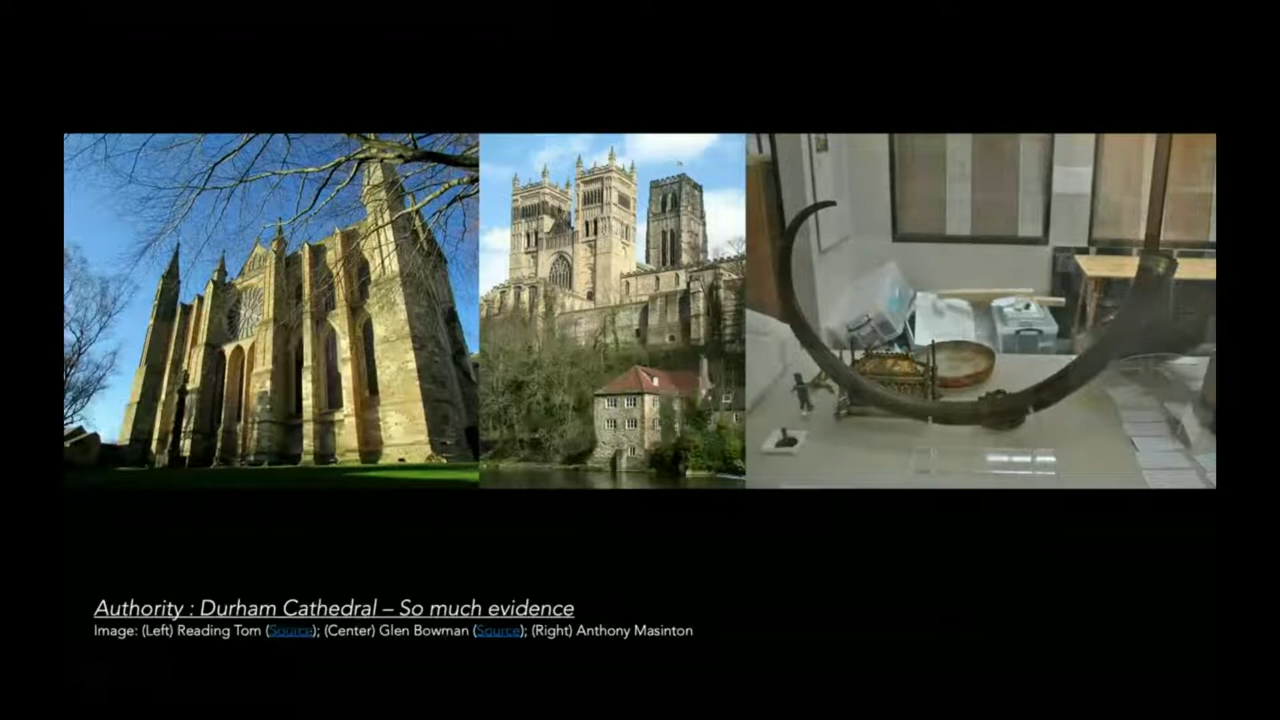 Authority : Durham Cathedral – So much evidence
Image: (Left) Reading Tom (Source); (Center) Glen Bowman (Source); (Right) Anthony Masinton